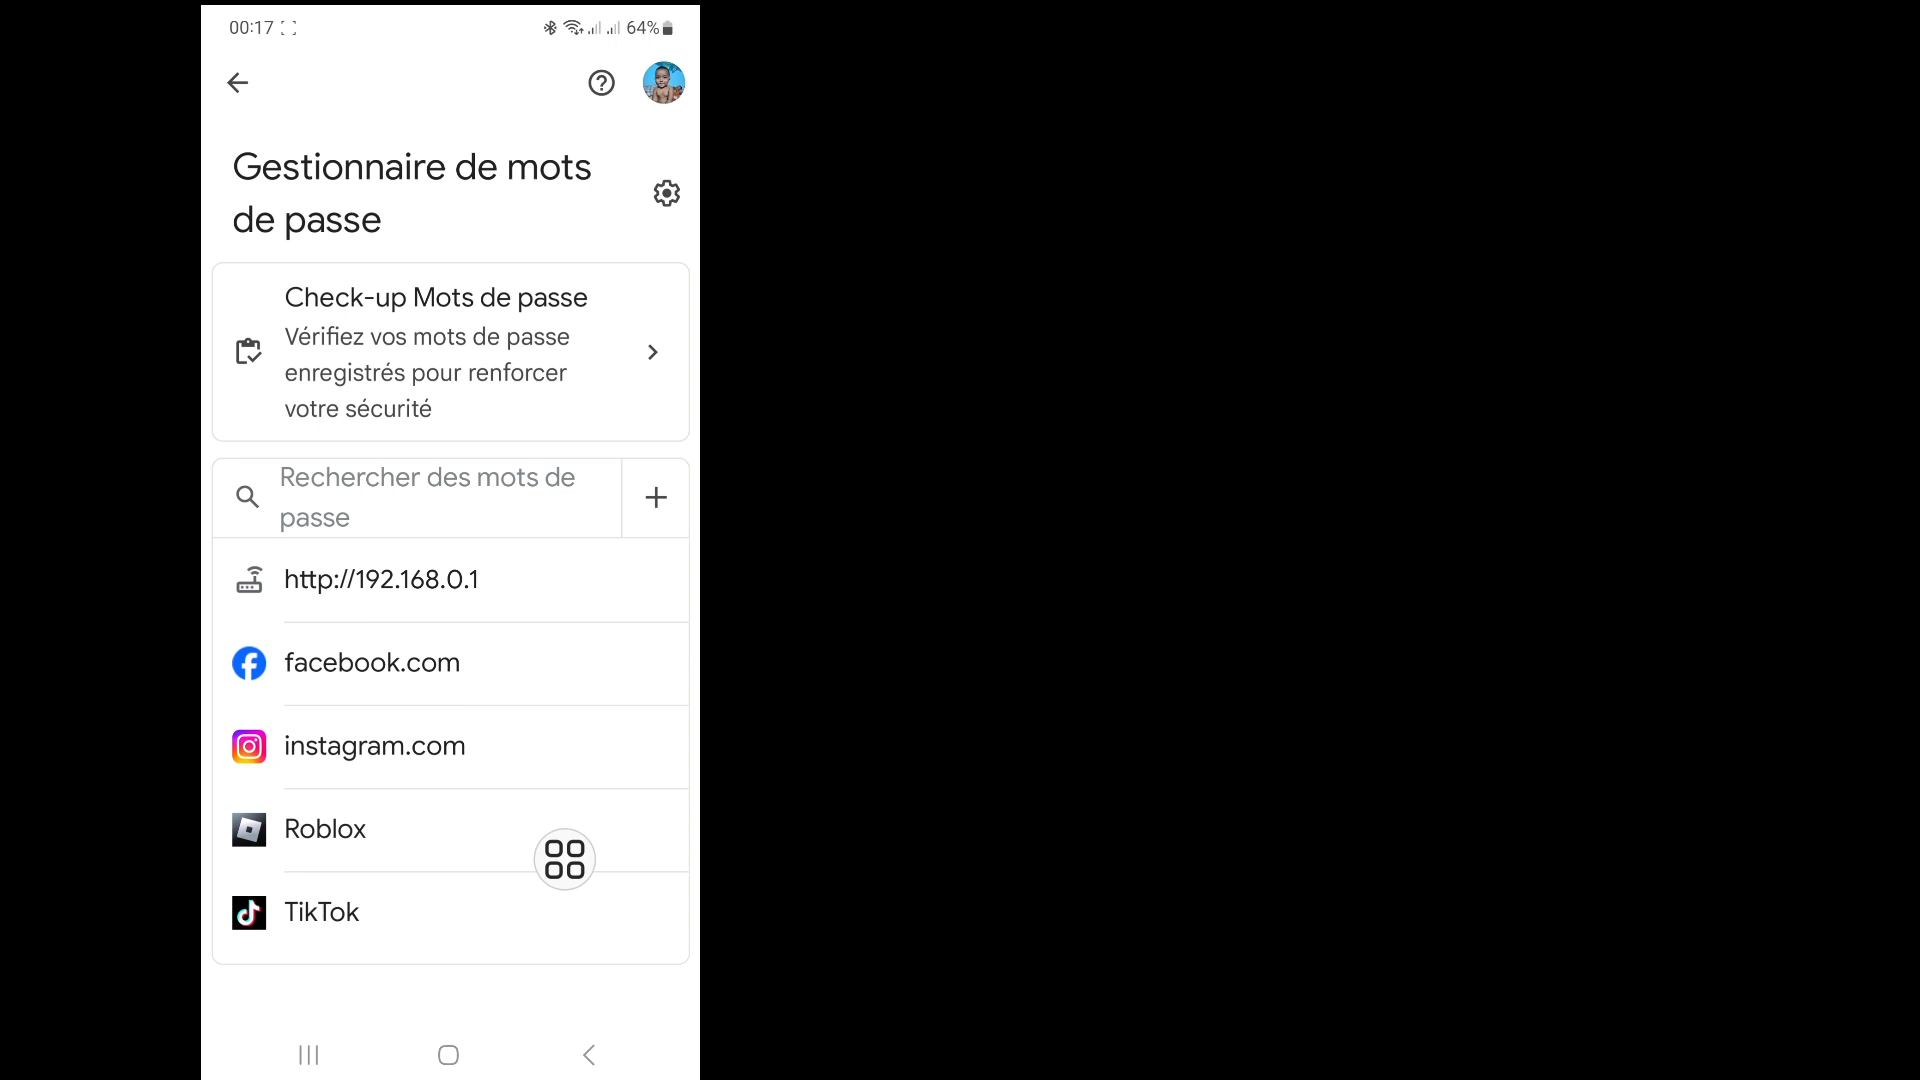 00:17
64%
Gestionnaire de mots
de passe
Check-up Mots de passe
Vérifiez vos mots de passe
enregistrés pour renforcer
votre sécurité
Rechercher des mots de
passe
http://192.168.0.1
facebook.com
instagram.com
Roblox
TikTok